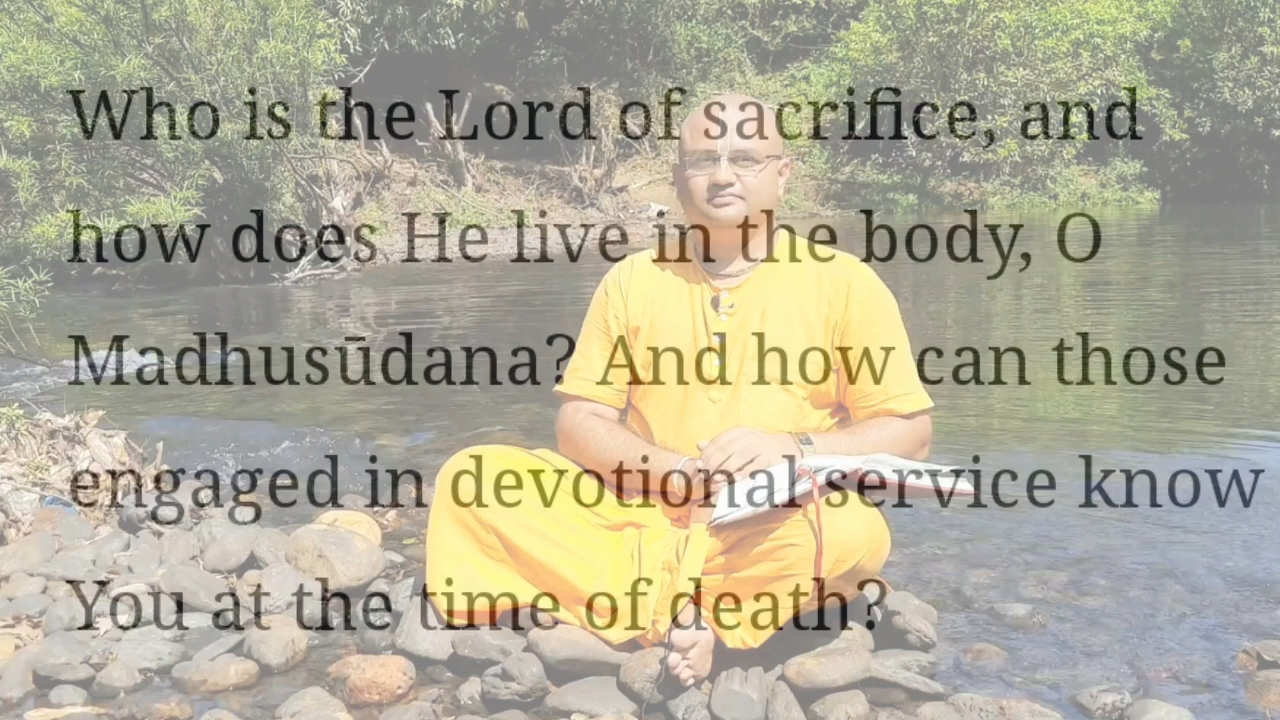 Who is the Lord of sacrifice, and
how does He live in the body, O
Madhusūdana? And how can those
engaged in devotional service know
You at the time of death?